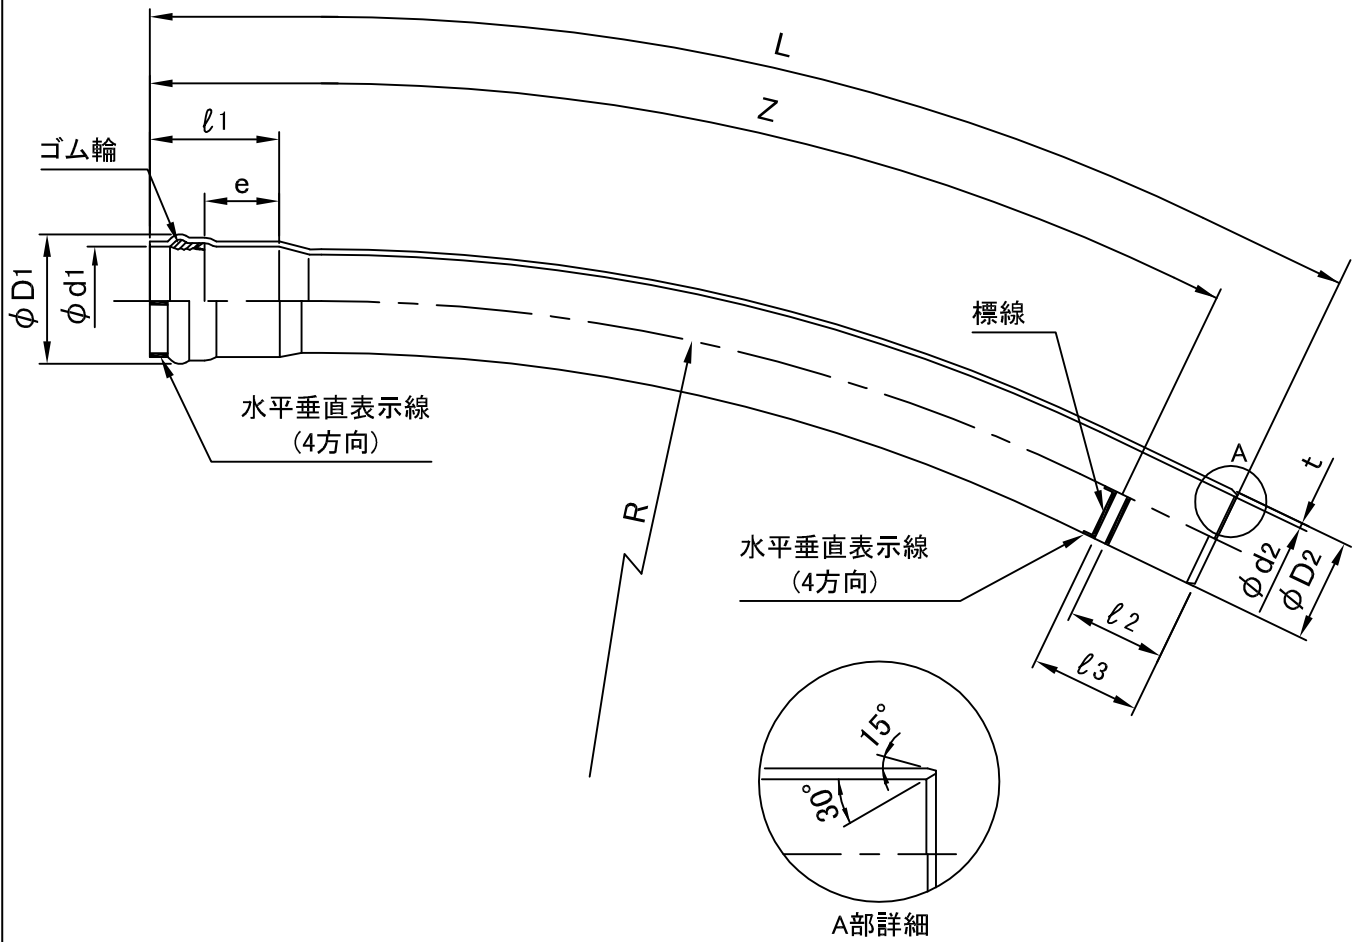 L
Z
ℓ1
ゴム輪
e
φD1
φd1
標線
水平垂直表示線
(4方向)
A
t
R
水平垂直表示線
(4方向)
φd2
φD2
ℓ2
ℓ3
15°
30°
A部詳細